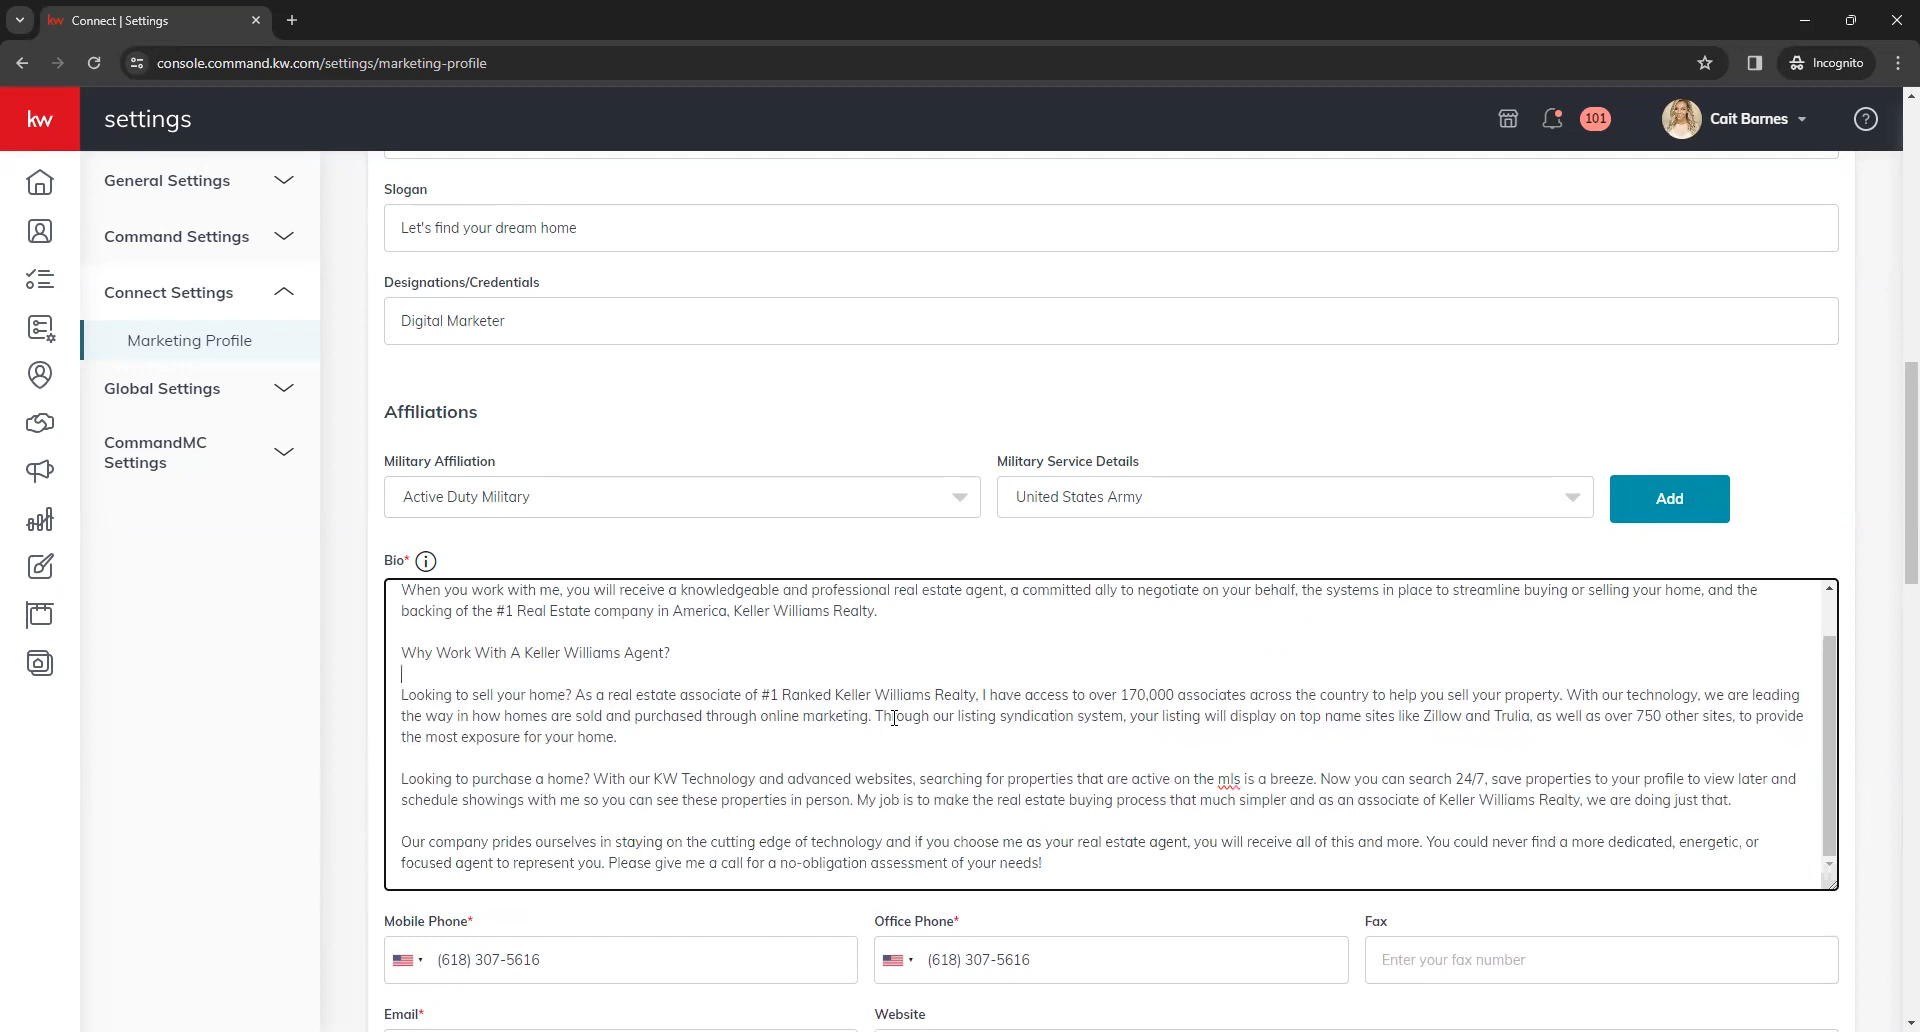 kw Connect | Settings
console.command.kw.com/settings/marketing-profile
Incognito
kw
settings
101
Cait Barnes
General Settings
Command Settings
Connect Settings
Marketing Profile
Global Settings
CommandMC
Settings
Slogan
Let's find your dream home
Designations/Credentials
Digital Marketer
Affiliations
Military Affiliation
Military Service Details
Active Duty Military
United States Army
Add
Bio*
When you work with me, you will receive a knowledgeable and professional real estate agent, a committed ally to negotiate on your behalf, the systems in place to streamline buying or selling your home, and the
backing of the #1 Real Estate company in America, Keller Williams Realty.
Why Work With A Keller Williams Agent?
Looking to sell your home? As a real estate associate of #1 Ranked Keller Williams Realty, I have access to over 170,000 associates across the country to help you sell your property. With our technology, we are leading
the way in how homes are sold and purchased through online marketing. Through our listing syndication system, your listing will display on top name sites like Zillow and Trulia, as well as over 750 other sites, to provide
the most exposure for your home.
Looking to purchase a home? With our KW Technology and advanced websites, searching for properties that are active on the mls is a breeze. Now you can search 24/7, save properties to your profile to view later and
schedule showings with me so you can see these properties in person. My job is to make the real estate buying process that much simpler and as an associate of Keller Williams Realty, we are doing just that.
Our company prides ourselves in staying on the cutting edge of technology and if you choose me as your real estate agent, you will receive all of this and more. You could never find a more dedicated, energetic, or
focused agent to represent you. Please give me a call for a no-obligation assessment of your needs!
Mobile Phone*
Office Phone*
Fax
(618) 307-5616
(618) 307-5616
Enter your fax number
Email*
Website